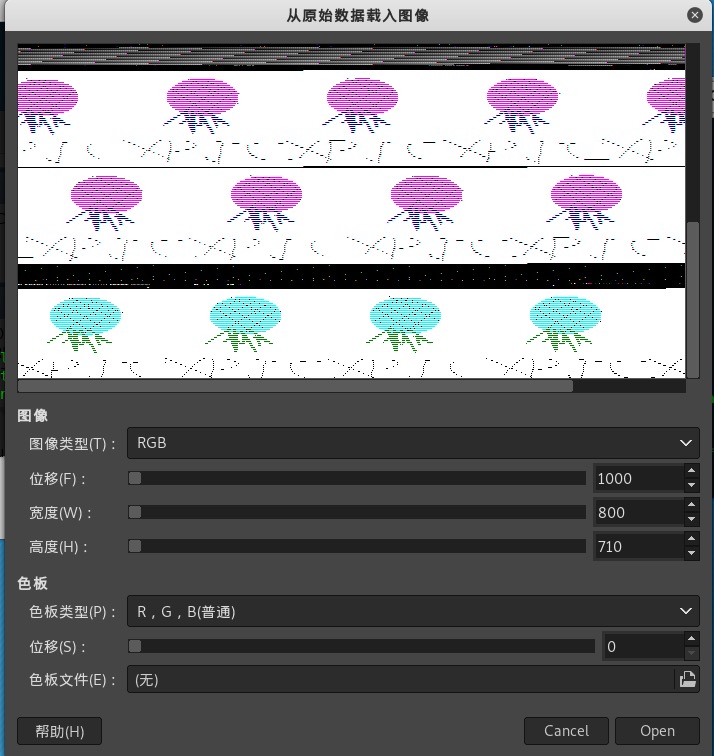 从原始数据载入图像
图像
图像类型(T)： RGB
位移(F)： 1000
宽度(W)： 800
高度(H)： 710
色板
色板类型(P)： R，G，B(普通)
位移(S)： 0
色板文件(E)： (无)
帮助(H) Cancel Open